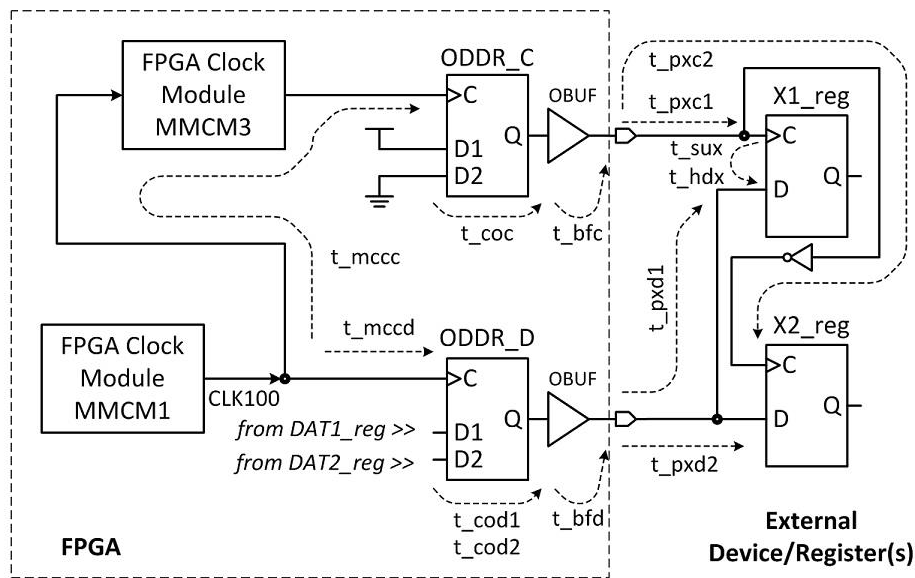 t_pxc2
ODDR_C
FPGA Clock
Module
MMCM3
C
OBUF
t_pxc1
X1_reg
D1
D2
Q
t_sux
t_hdx
C
D
Q
t_coc
t_bfc
t_mccc
t_pxd1
t_mccd
ODDR_D
X2_reg
FPGA Clock
Module
MMCM1
CLK100
C
OBUF
C
from DAT1_reg >>
D1
Q
D
Q
from DAT2_reg >>
D2
t_pxd2
t_cod1
t_cod2
t_bfd
FPGA
External
Device/Register(s)